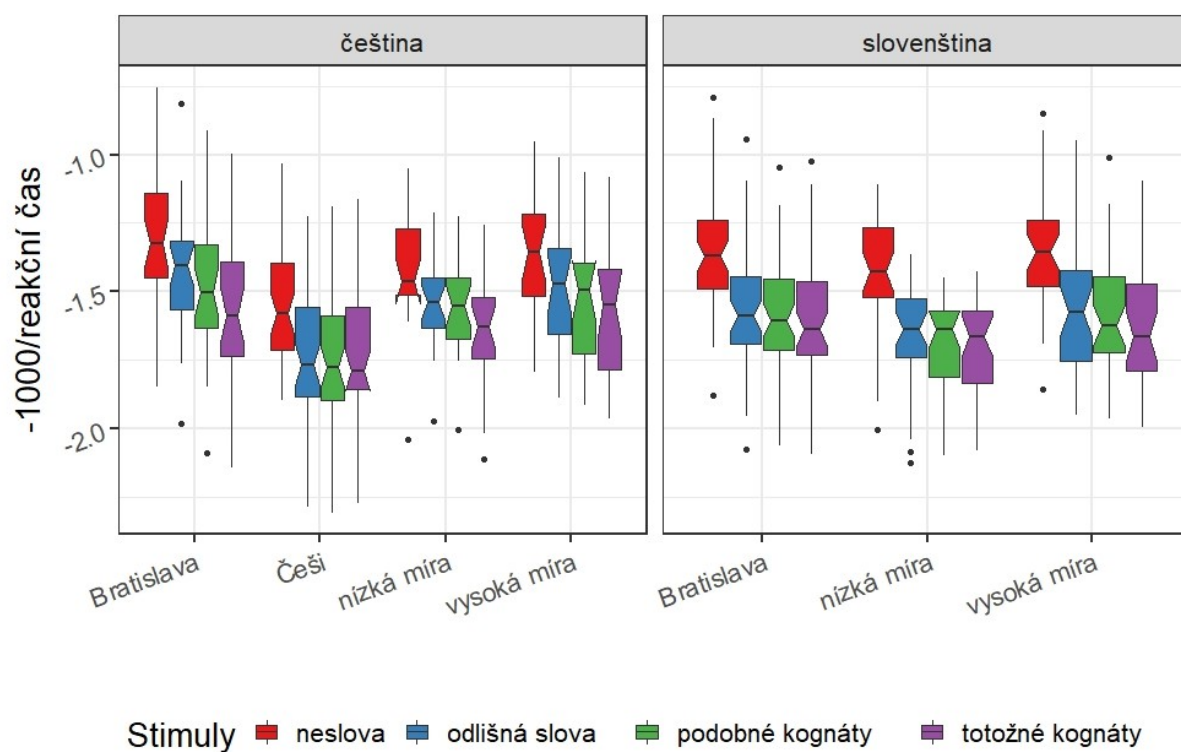 čeština slovenština
-1000/reakční čas
-1.0
-1.5
-2.0
Bratislava Češi nízká míra vysoká míra Bratislava nízká míra vysoká míra
Stimuly neslova odlišná slova podobné kognáty totožné kognáty